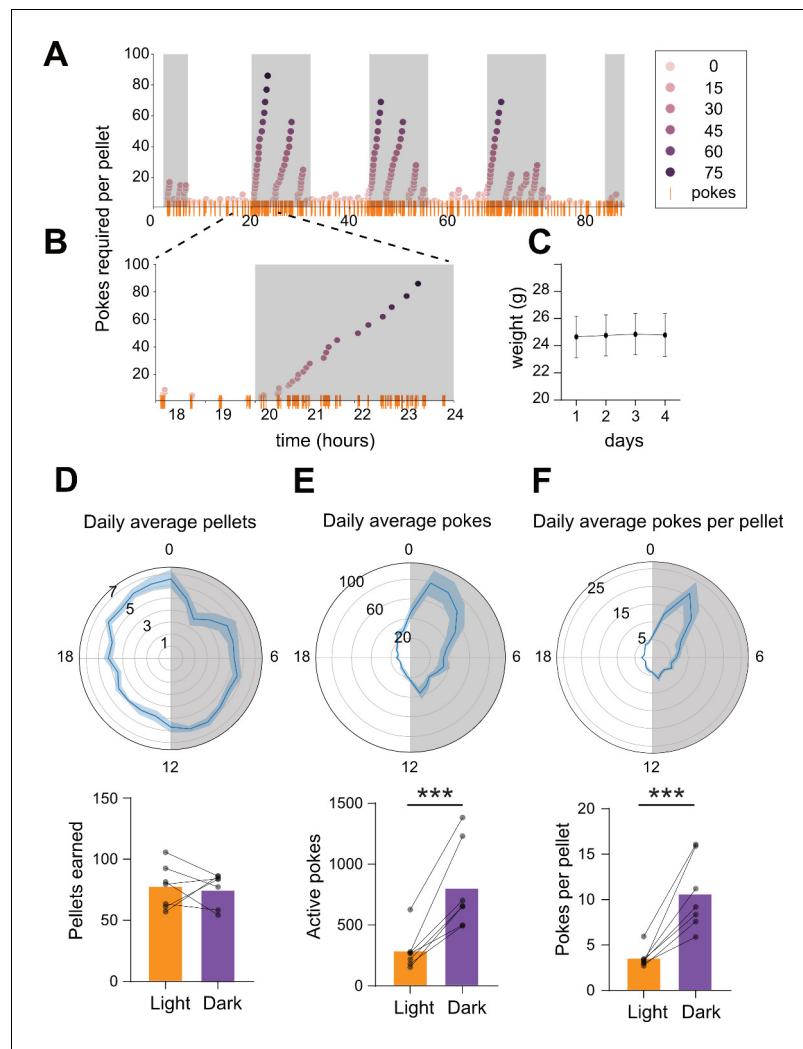 A
Pokes required per pellet
100
80
60
40
20
0 20 40 60 80
0
15
30
45
60
75
pokes
B
100
80
60
40
20
18 19 20 21 22 23 24
time (hours)
C
weight (g)
28
26
24
22
20
1 2 3 4
days
D
Daily average pellets
0
7
5
3
1
18
6
12
E
Daily average pokes
0
100
60
20
18
6
12
F
Daily average pokes per pellet
0
25
15
5
18
6
12
Pellets earned
150
100
50
0
Light Dark
Active pokes
1500
1000
500
0
***
Light Dark
Pokes per pellet
20
15
10
5
0
***
Light Dark